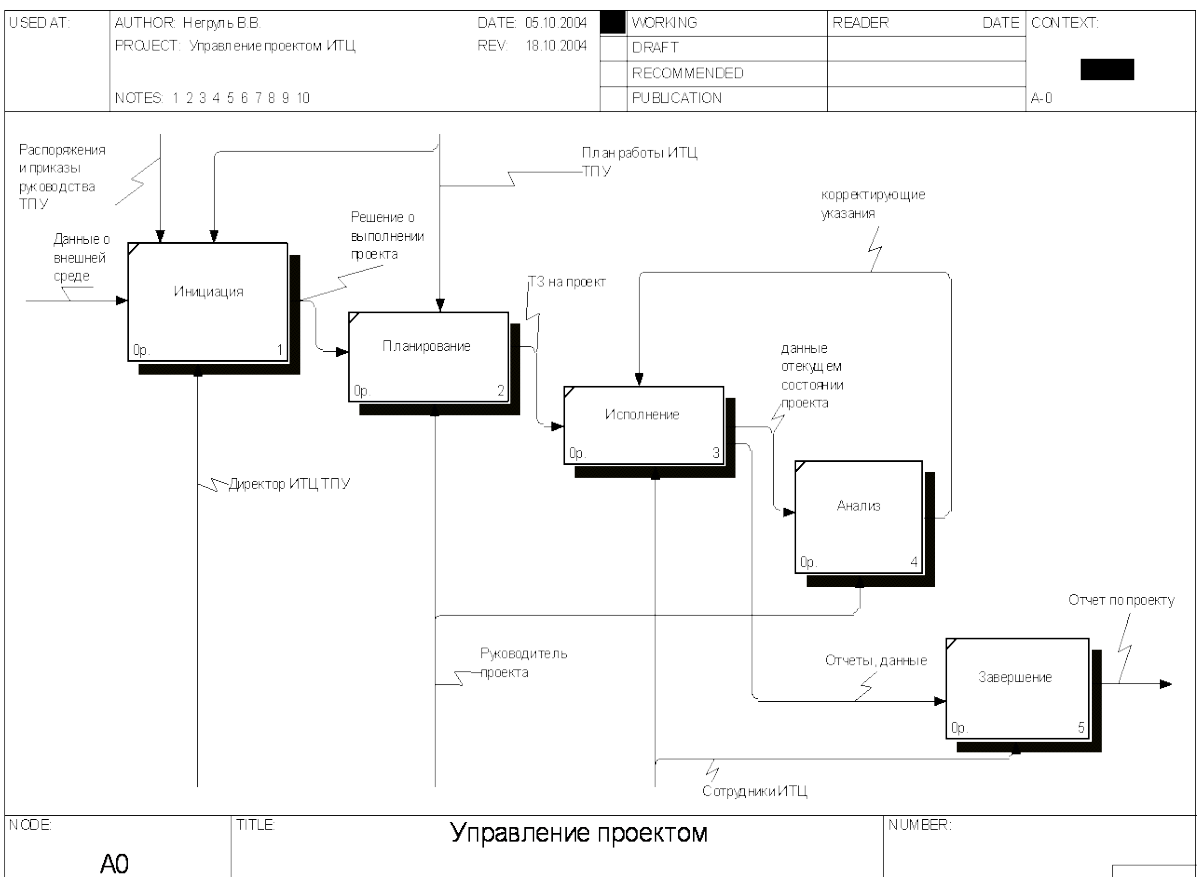 USED AT:
AUTHOR: Негруль В.В.
DATE: 05.10.2004
PROJECT: Управление проектом ИТЦ
REV: 18.10.2004
NOTES: 1 2 3 4 5 6 7 8 9 10
WORKING
DRAFT
RECOMMENDED
PUBLICATION
READER
DATE
CONTEXT:
A-0
Распоряжения
и приказы
руководства
ТПУ
План работы ИТЦ
ТПУ
корректирующие
указания
Данные о
внешней
среде
Решение о
выполнении
проекта
ТЗ на проект
Инициация
0р.
1
Планирование
0р.
2
данные
отекущем
состоянии
проекта
Исполнение
0р.
3
Директор ИТЦ ТПУ
Анализ
0р.
4
Отчет по проекту
Руководитель
проекта
Отчеты, данные
Завершение
0р.
5
Сотрудники ИТЦ
NODE:
A0
TITLE:
Управление проектом
NUMBER: